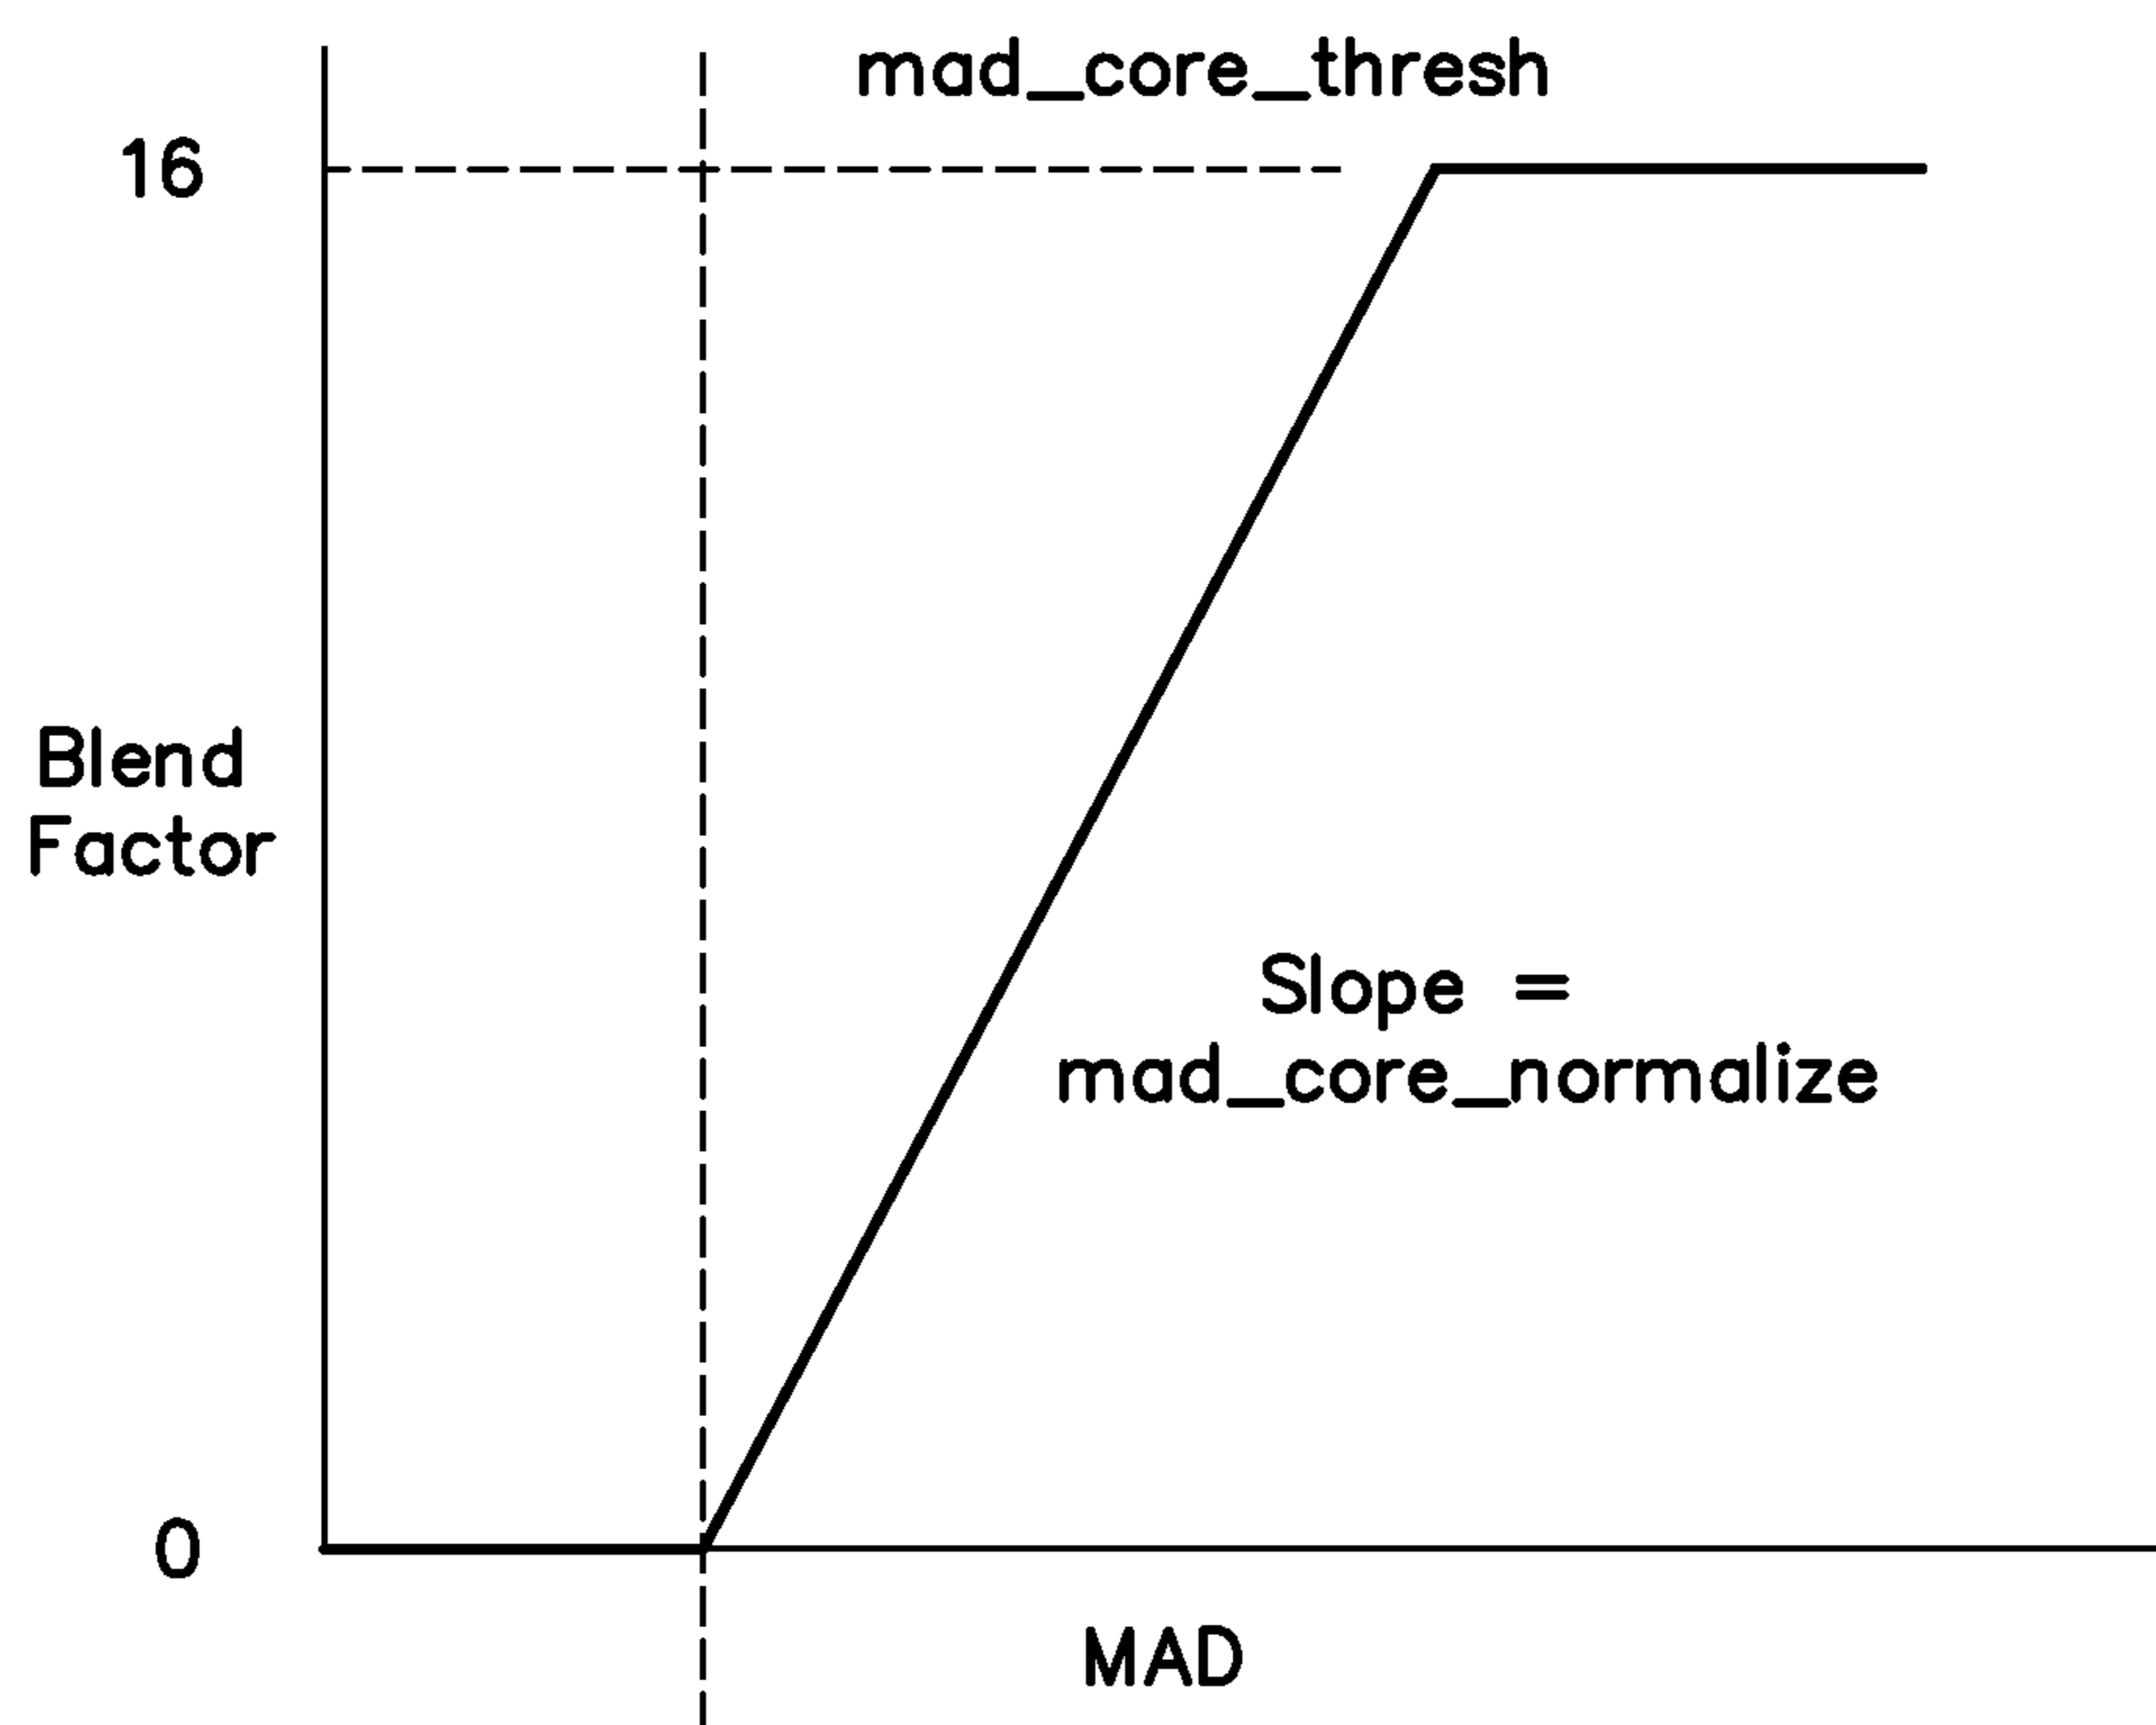 mad_core_thresh
16
Blend
Factor
Slope =
mad_core_normalize
0
MAD